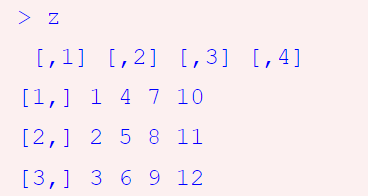 > z
[,1] [,2] [,3] [,4]
[1,] 1 4 7 10
[2,] 2 5 8 11
[3,] 3 6 9 12